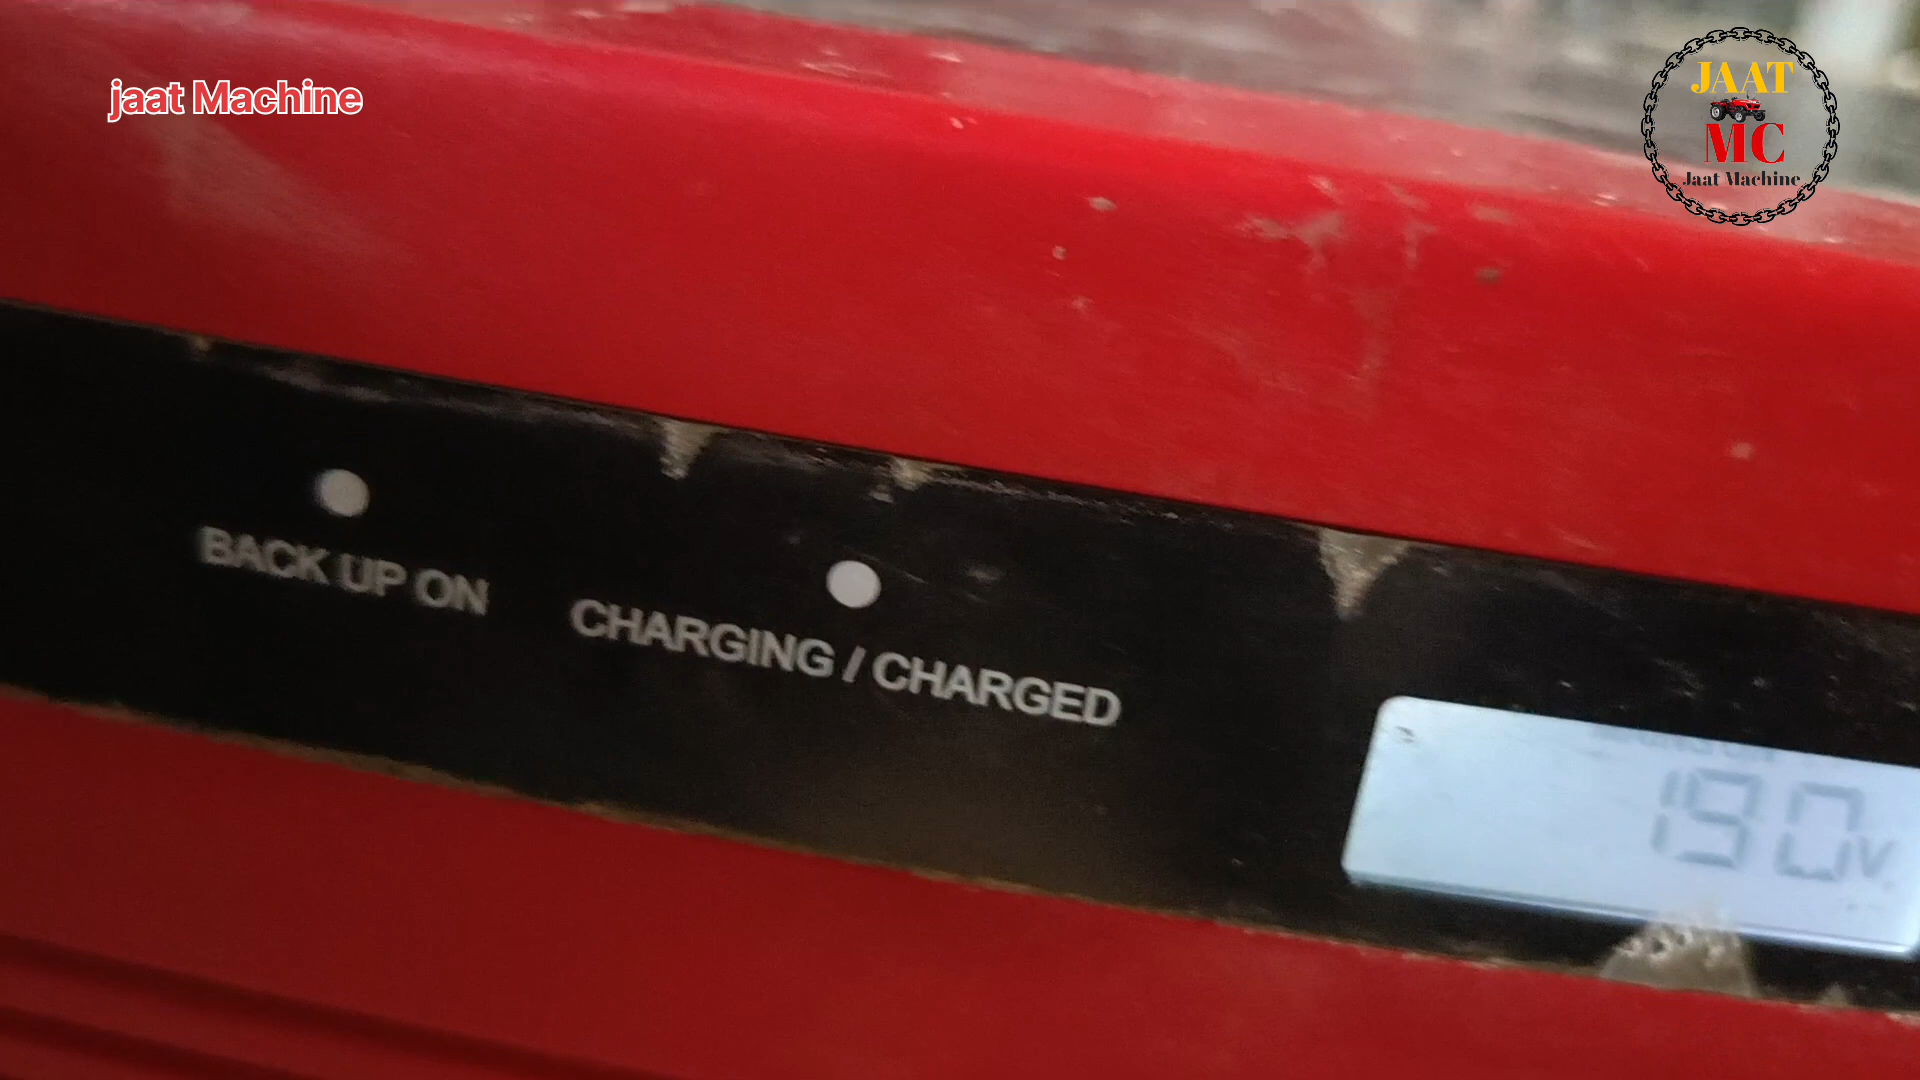 jaat Machine
JAAT
MC
Jaat Machine
BACK UP ON
CHARGING / CHARGED
190V